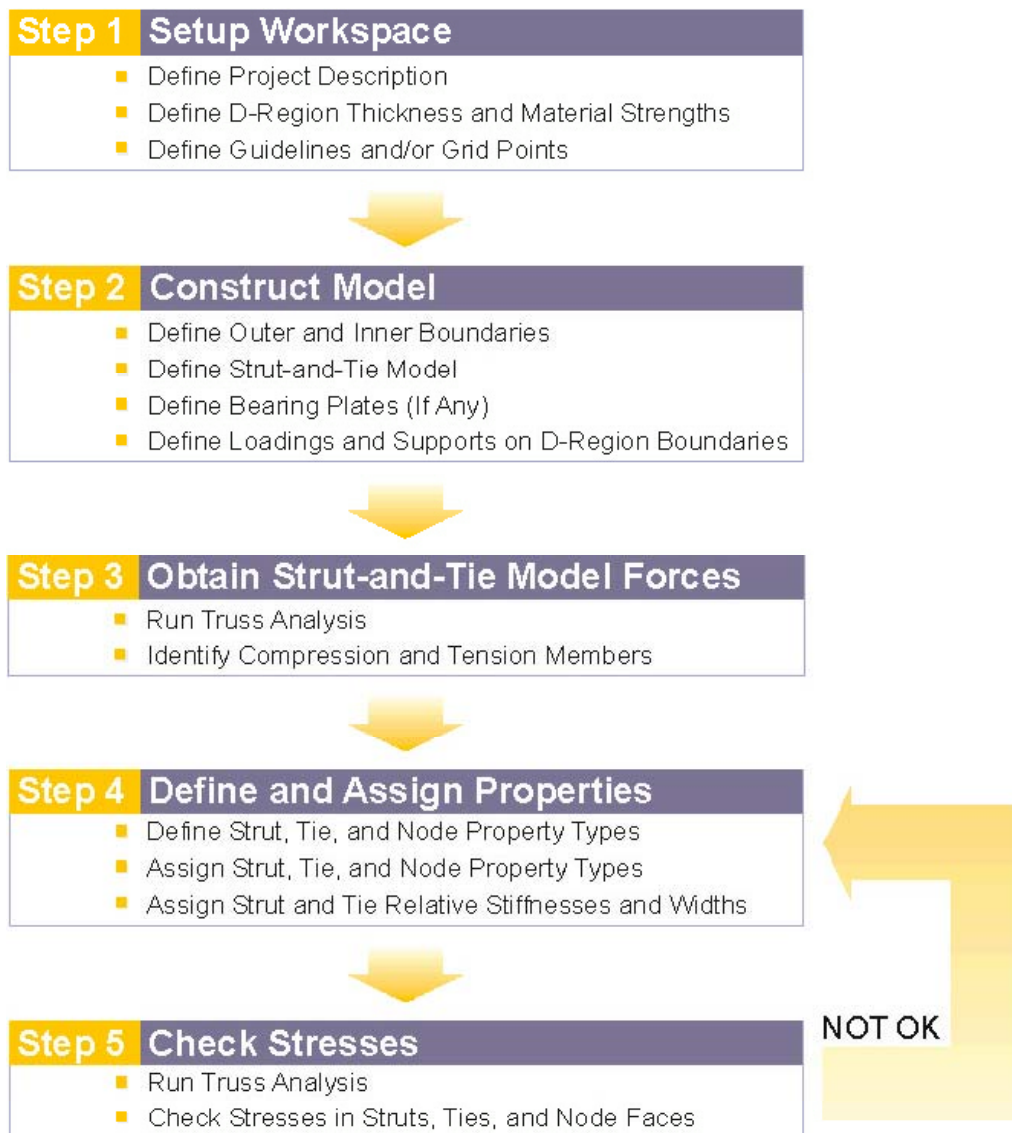 Step 1 Setup Workspace
Define Project Description
Define D-Region Thickness and Material Strengths
Define Guidelines and/or Grid Points
Step 2 Construct Model
Define Outer and Inner Boundaries
Define Strut-and-Tie Model
Define Bearing Plates (If Any)
Define Loadings and Supports on D-Region Boundaries
Step 3 Obtain Strut-and-Tie Model Forces
Run Truss Analysis
Identify Compression and Tension Members
Step 4 Define and Assign Properties
Define Strut, Tie, and Node Property Types
Assign Strut, Tie, and Node Property Types
Assign Strut and Tie Relative Stiffnesses and Widths
NOT OK
Step 5 Check Stresses
Run Truss Analysis
Check Stresses in Struts, Ties, and Node Faces